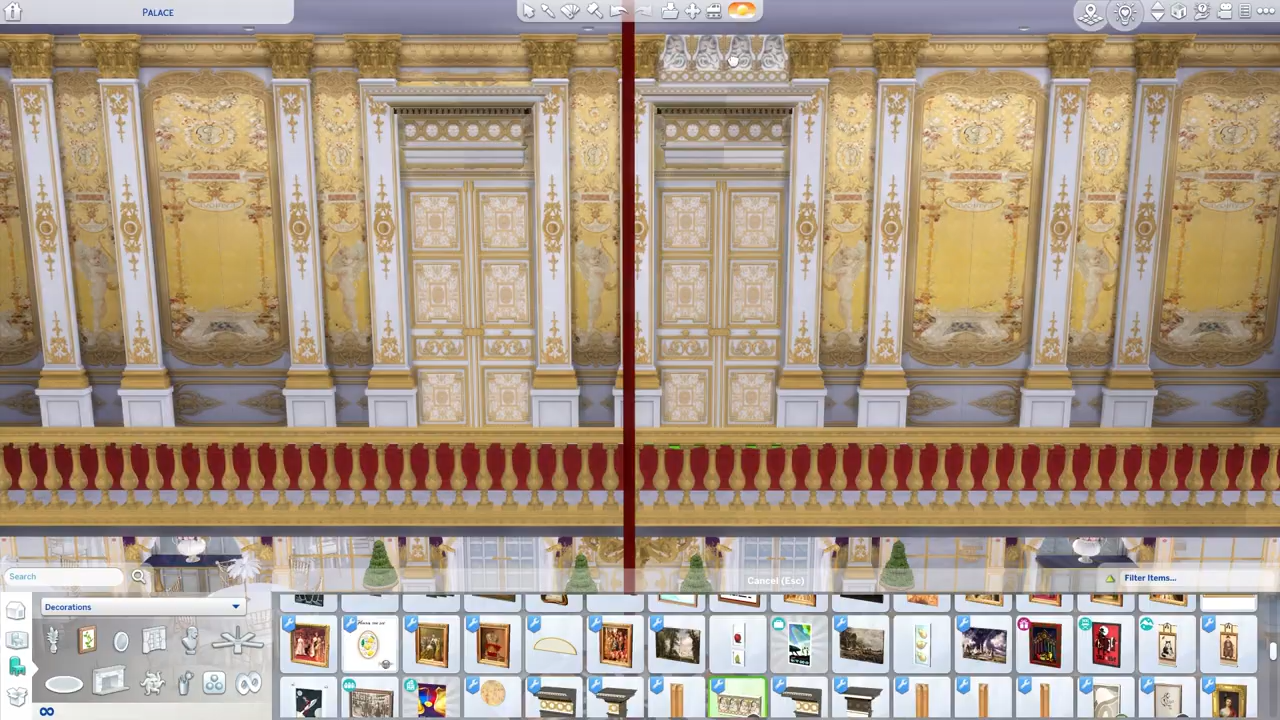 PALACE
Cancel (Esc)
Search
Filter Items...
Decorations